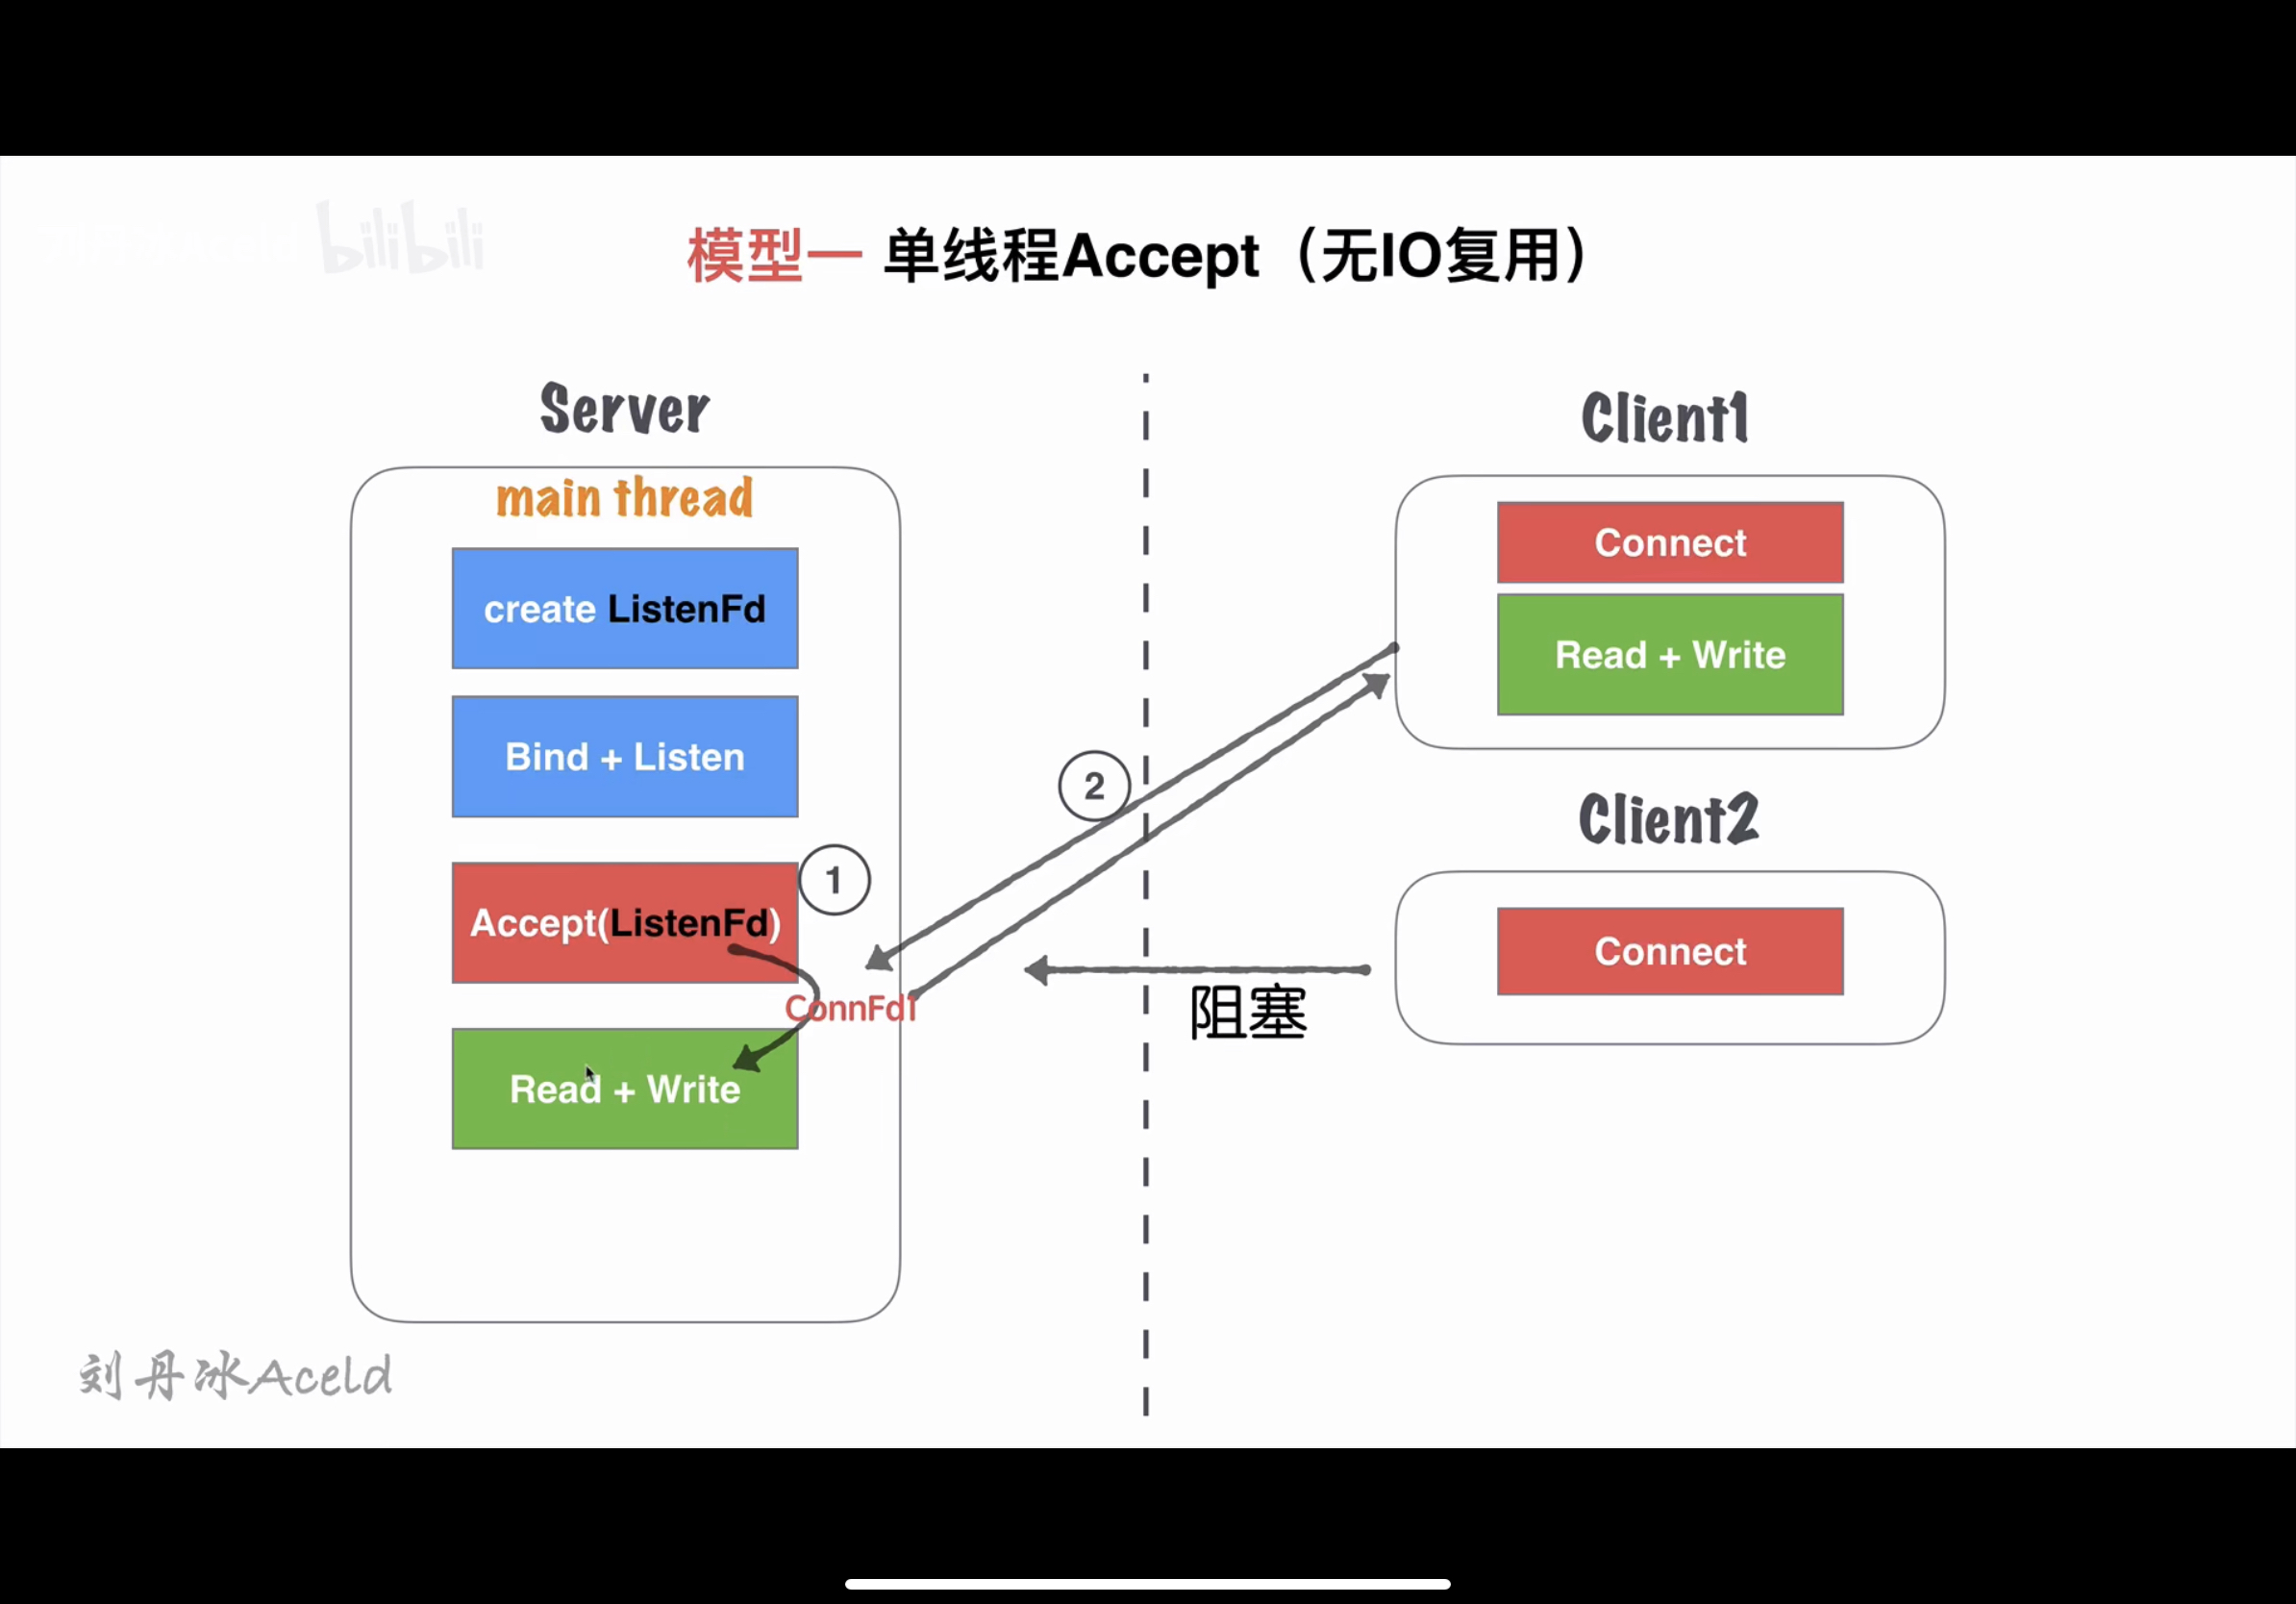 bilibili
模型一 单线程Accept（无IO复用）
Server
main thread
create ListenFd
Bind + Listen
Accept(ListenFd)
1
ConnFd1
Read + Write
2
Client1
Connect
Read + Write
Client2
Connect
阻塞
刘丹冰Aceld